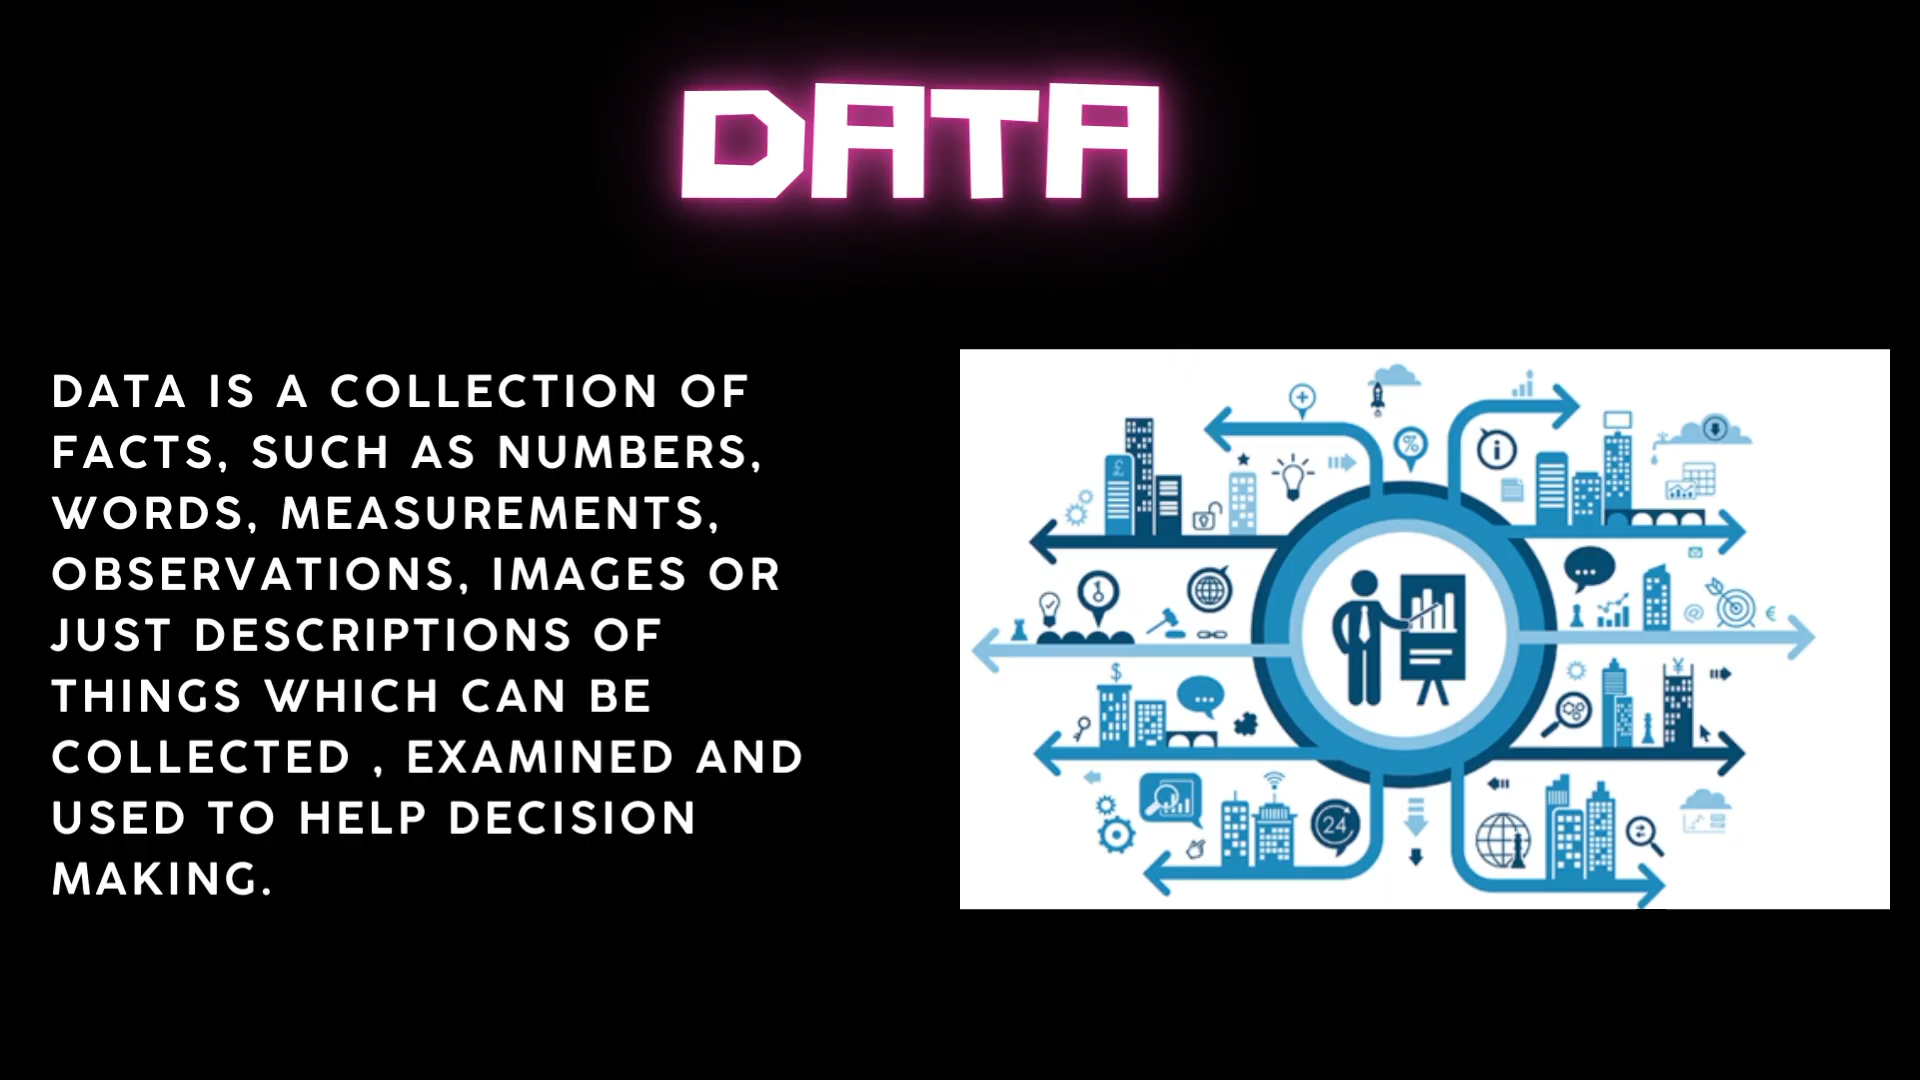 DATA
DATA IS A COLLECTION OF
FACTS, SUCH AS NUMBERS,
WORDS, MEASUREMENTS,
OBSERVATIONS, IMAGES OR
JUST DESCRIPTIONS OF
THINGS WHICH CAN BE
COLLECTED , EXAMINED AND
USED TO HELP DECISION
MAKING.
%
i
£
@
€
$
¥
24